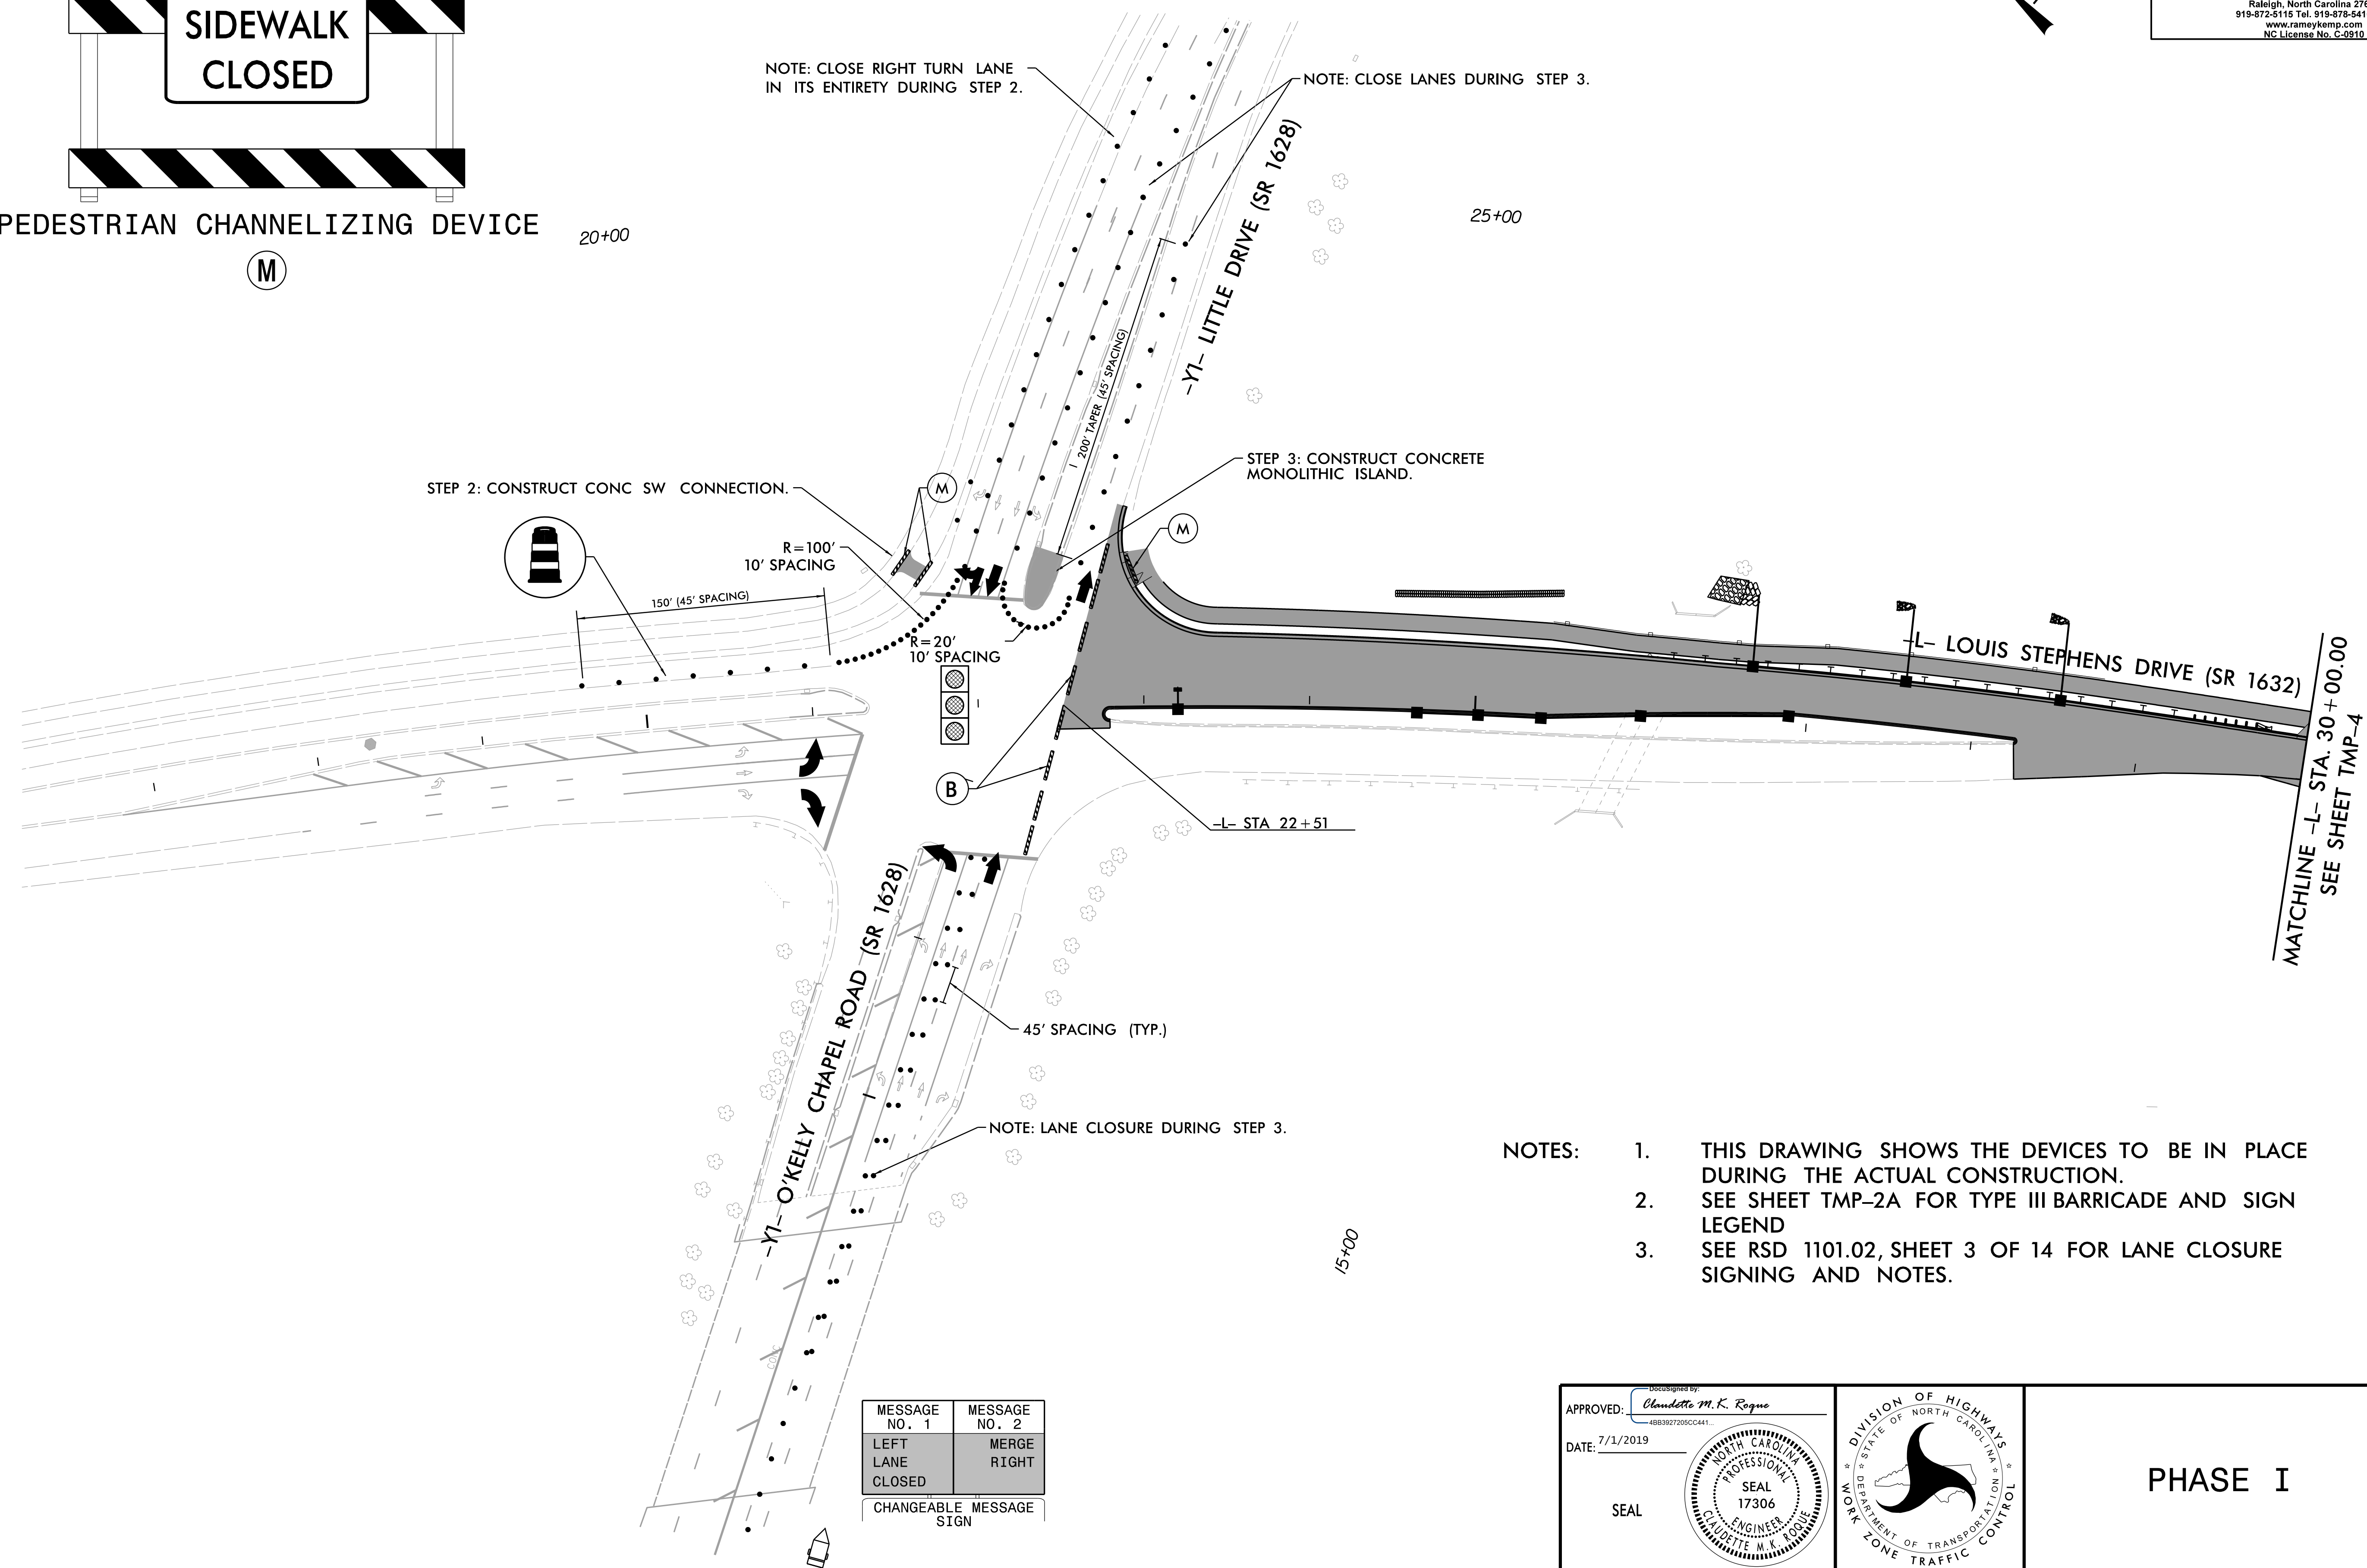 SIDEWALK
CLOSED
PEDESTRIAN CHANNELIZING DEVICE
M
Raleigh, North Carolina
919-872-5115 Tel.
www.rameykemp.com
NC License No. C-0910
20+00
25+00
15+00
NOTE: CLOSE RIGHT TURN LANE
IN ITS ENTIRETY DURING STEP 2.
NOTE: CLOSE LANES DURING STEP 3.
-Y1- LITTLE DRIVE (SR 1628)
200' TAPER (45' SPACING)
STEP 3: CONSTRUCT CONCRETE
MONOLITHIC ISLAND.
STEP 2: CONSTRUCT CONC SW CONNECTION.
M
M
R=100'
10' SPACING
150' (45' SPACING)
R=20'
10' SPACING
-L- LOUIS STEPHENS DRIVE (SR 1632)
MATCHLINE -L- STA. 30+00.00
SEE SHEET TMP-4
B
-L- STA 22+51
-Y1- O'KELLY CHAPEL ROAD (SR 1628)
45' SPACING (TYP.)
NOTE: LANE CLOSURE DURING STEP 3.
CONC
NOTES: 1. THIS DRAWING SHOWS THE DEVICES TO BE IN PLACE
DURING THE ACTUAL CONSTRUCTION.
2. SEE SHEET TMP-2A FOR TYPE III BARRICADE AND SIGN
LEGEND
3. SEE RSD 1101.02, SHEET 3 OF 14 FOR LANE CLOSURE
SIGNING AND NOTES.
MESSAGE NO. 1
MESSAGE NO. 2
LEFT
LANE
CLOSED
MERGE
RIGHT
CHANGEABLE MESSAGE
SIGN
DocuSigned by:
APPROVED: Claudette M. K. Roque
4BB3927205CC441...
DATE: 7/1/2019
SEAL
NORTH CAROLINA
PROFESSIONAL
SEAL
17306
ENGINEER
CLAUDETTE M.K. ROQUE
DIVISION OF HIGHWAYS
STATE OF NORTH CAROLINA
DEPARTMENT OF TRANSPORTATION
WORK ZONE TRAFFIC CONTROL
PHASE I